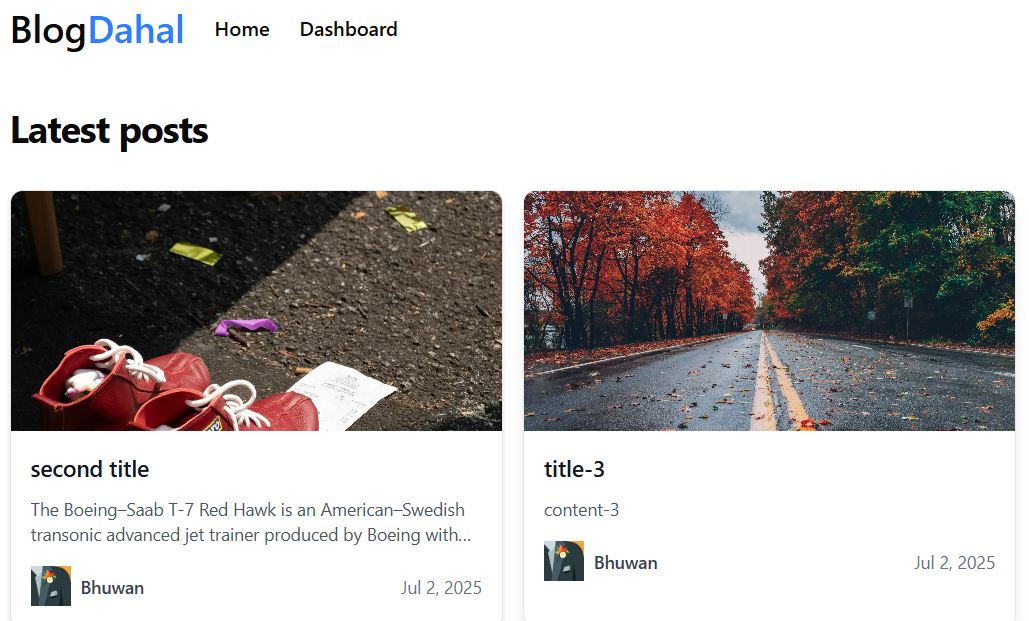 BlogDahal Home Dashboard
Latest posts
second title
The Boeing–Saab T-7 Red Hawk is an American–Swedish
transonic advanced jet trainer produced by Boeing with...
Bhuwan Jul 2, 2025
title-3
content-3
Bhuwan Jul 2, 2025